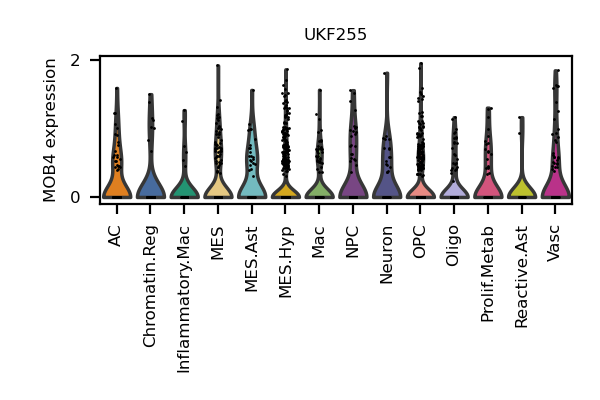 UKF255
MOB4 expression
2
0
AC
Chromatin.Reg
Inflammatory.Mac
MES
MES.Ast
MES.Hyp
Mac
NPC
Neuron
OPC
Oligo
Prolif.Metab
Reactive.Ast
Vasc